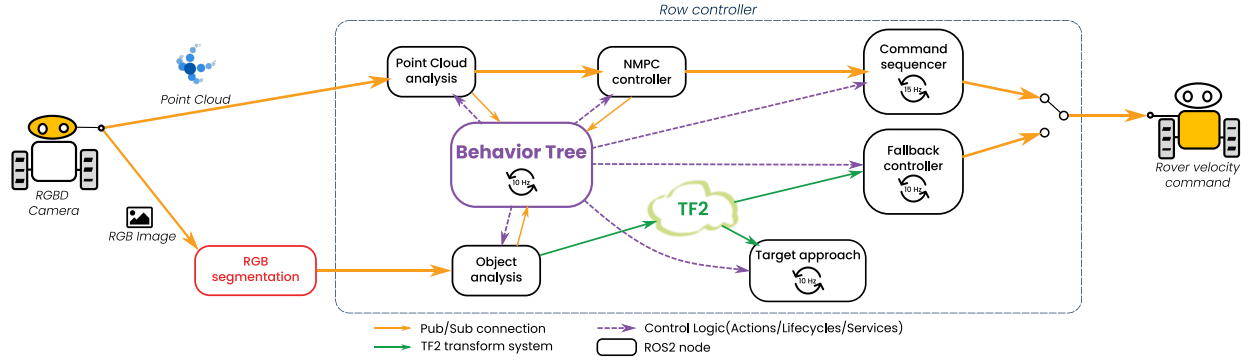 Row controller
Point Cloud
analysis
NMPC
controller
Command
sequencer
15 Hz
Point Cloud
RGBD
Camera
RGB Image
Behavior Tree
10 Hz
Fallback
controller
10 Hz
Rover velocity
command
TF2
RGB
segmentation
Object
analysis
Target approach
10 Hz
Pub/Sub connection
Control Logic(Actions/Lifecycles/Services)
TF2 transform system
ROS2 node